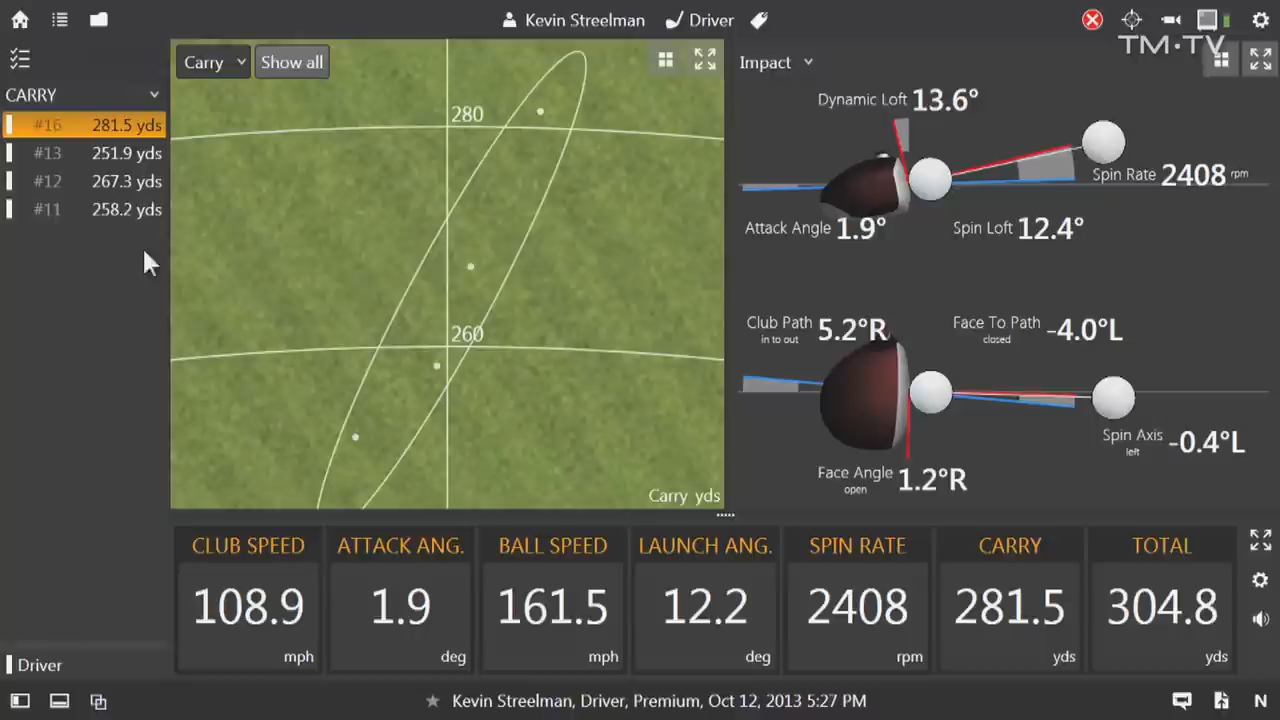 Kevin Streelman
Driver
TM·TV
CARRY
#16 281.5 yds
#13 251.9 yds
#12 267.3 yds
#11 258.2 yds
Driver
Carry
Show all
280
260
Carry yds
Impact
Dynamic Loft 13.6°
Spin Rate 2408 rpm
Attack Angle 1.9°
Spin Loft 12.4°
Club Path 5.2°R
in to out
Face To Path -4.0°L
closed
Spin Axis -0.4°L
left
Face Angle 1.2°R
open
CLUB SPEED
108.9
mph
ATTACK ANG.
1.9
deg
BALL SPEED
161.5
mph
LAUNCH ANG.
12.2
deg
SPIN RATE
2408
rpm
CARRY
281.5
yds
TOTAL
304.8
yds
Kevin Streelman, Driver, Premium, Oct 12, 2013 5:27 PM
N